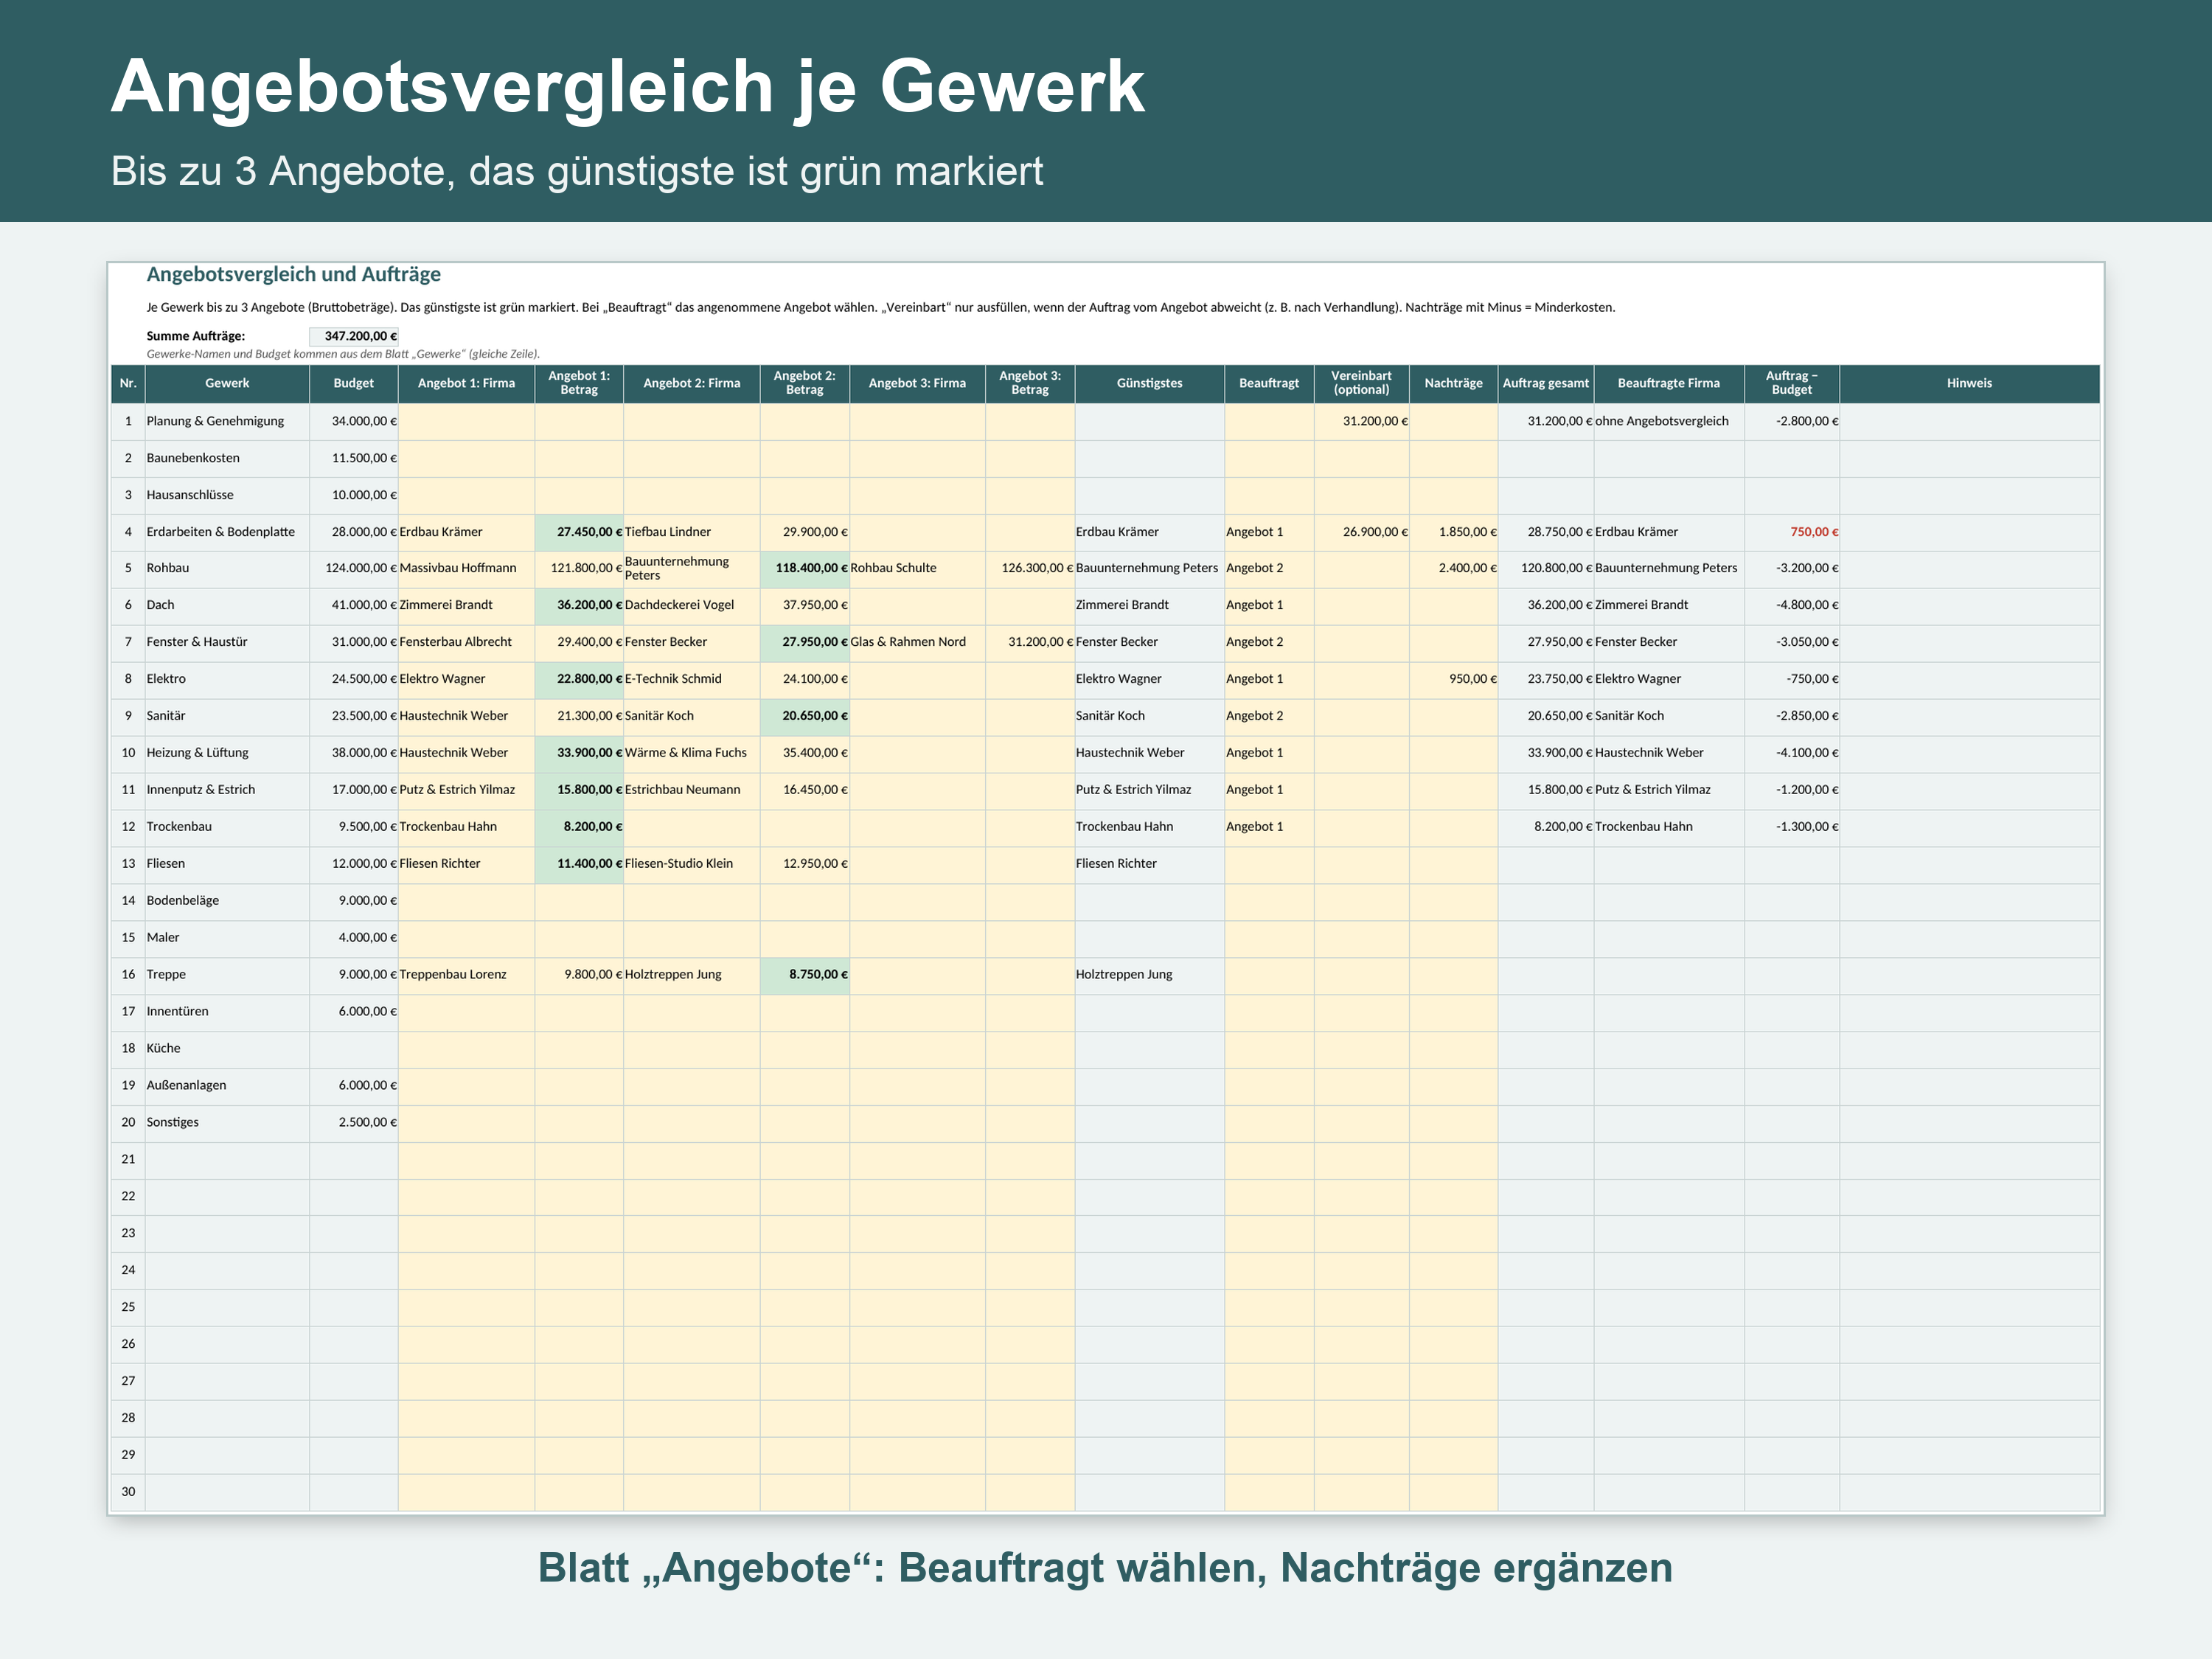 Angebotsvergleich je Gewerk
Bis zu 3 Angebote, das günstigste ist grün markiert
Angebotsvergleich und Aufträge
Je Gewerk bis zu 3 Angebote (Bruttobeträge). Das günstigste ist grün markiert. Bei „Beauftragt“ das angenommene Angebot wählen. „Vereinbart“ nur ausfüllen, wenn der Auftrag vom Angebot abweicht (z. B. nach Verhandlung). Nachträge mit Minus = Minderkosten.
Summe Aufträge: 347.200,00 €
Gewerke-Namen und Budget kommen aus dem Blatt „Gewerke“ (gleiche Zeile).
Nr. Gewerk Budget Angebot 1: Firma Angebot 1: Betrag Angebot 2: Firma Angebot 2: Betrag Angebot 3: Firma Angebot 3: Betrag Günstigstes Beauftragt Vereinbart (optional) Nachträge Auftrag gesamt Beauftragte Firma Auftrag – Budget Hinweis
1 Planung & Genehmigung 34.000,00 € 31.200,00 € 31.200,00 € ohne Angebotsvergleich -2.800,00 €
2 Baunebenkosten 11.500,00 €
3 Hausanschlüsse 10.000,00 €
4 Erdarbeiten & Bodenplatte 28.000,00 € Erdbau Krämer 27.450,00 € Tiefbau Lindner 29.900,00 € Erdbau Krämer Angebot 1 26.900,00 € 1.850,00 € 28.750,00 € Erdbau Krämer 750,00 €
5 Rohbau 124.000,00 € Massivbau Hoffmann 121.800,00 € Bauunternehmung Peters 118.400,00 € Rohbau Schulte 126.300,00 € Bauunternehmung Peters Angebot 2 2.400,00 € 120.800,00 € Bauunternehmung Peters -3.200,00 €
6 Dach 41.000,00 € Zimmerei Brandt 36.200,00 € Dachdeckerei Vogel 37.950,00 € Zimmerei Brandt Angebot 1 36.200,00 € Zimmerei Brandt -4.800,00 €
7 Fenster & Haustür 31.000,00 € Fensterbau Albrecht 29.400,00 € Fenster Becker 27.950,00 € Glas & Rahmen Nord 31.200,00 € Fenster Becker Angebot 2 27.950,00 € Fenster Becker -3.050,00 €
8 Elektro 24.500,00 € Elektro Wagner 22.800,00 € E-Technik Schmid 24.100,00 € Elektro Wagner Angebot 1 950,00 € 23.750,00 € Elektro Wagner -750,00 €
9 Sanitär 23.500,00 € Haustechnik Weber 21.300,00 € Sanitär Koch 20.650,00 € Sanitär Koch Angebot 2 20.650,00 € Sanitär Koch -2.850,00 €
10 Heizung & Lüftung 38.000,00 € Haustechnik Weber 33.900,00 € Wärme & Klima Fuchs 35.400,00 € Haustechnik Weber Angebot 1 33.900,00 € Haustechnik Weber -4.100,00 €
11 Innenputz & Estrich 17.000,00 € Putz & Estrich Yilmaz 15.800,00 € Estrichbau Neumann 16.450,00 € Putz & Estrich Yilmaz Angebot 1 15.800,00 € Putz & Estrich Yilmaz -1.200,00 €
12 Trockenbau 9.500,00 € Trockenbau Hahn 8.200,00 € Trockenbau Hahn Angebot 1 8.200,00 € Trockenbau Hahn -1.300,00 €
13 Fliesen 12.000,00 € Fliesen Richter 11.400,00 € Fliesen-Studio Klein 12.950,00 € Fliesen Richter
14 Bodenbeläge 9.000,00 €
15 Maler 4.000,00 €
16 Treppe 9.000,00 € Treppenbau Lorenz 9.800,00 € Holztreppen Jung 8.750,00 € Holztreppen Jung
17 Innentüren 6.000,00 €
18 Küche
19 Außenanlagen 6.000,00 €
20 Sonstiges 2.500,00 €
21
22
23
24
25
26
27
28
29
30
Blatt „Angebote“: Beauftragt wählen, Nachträge ergänzen